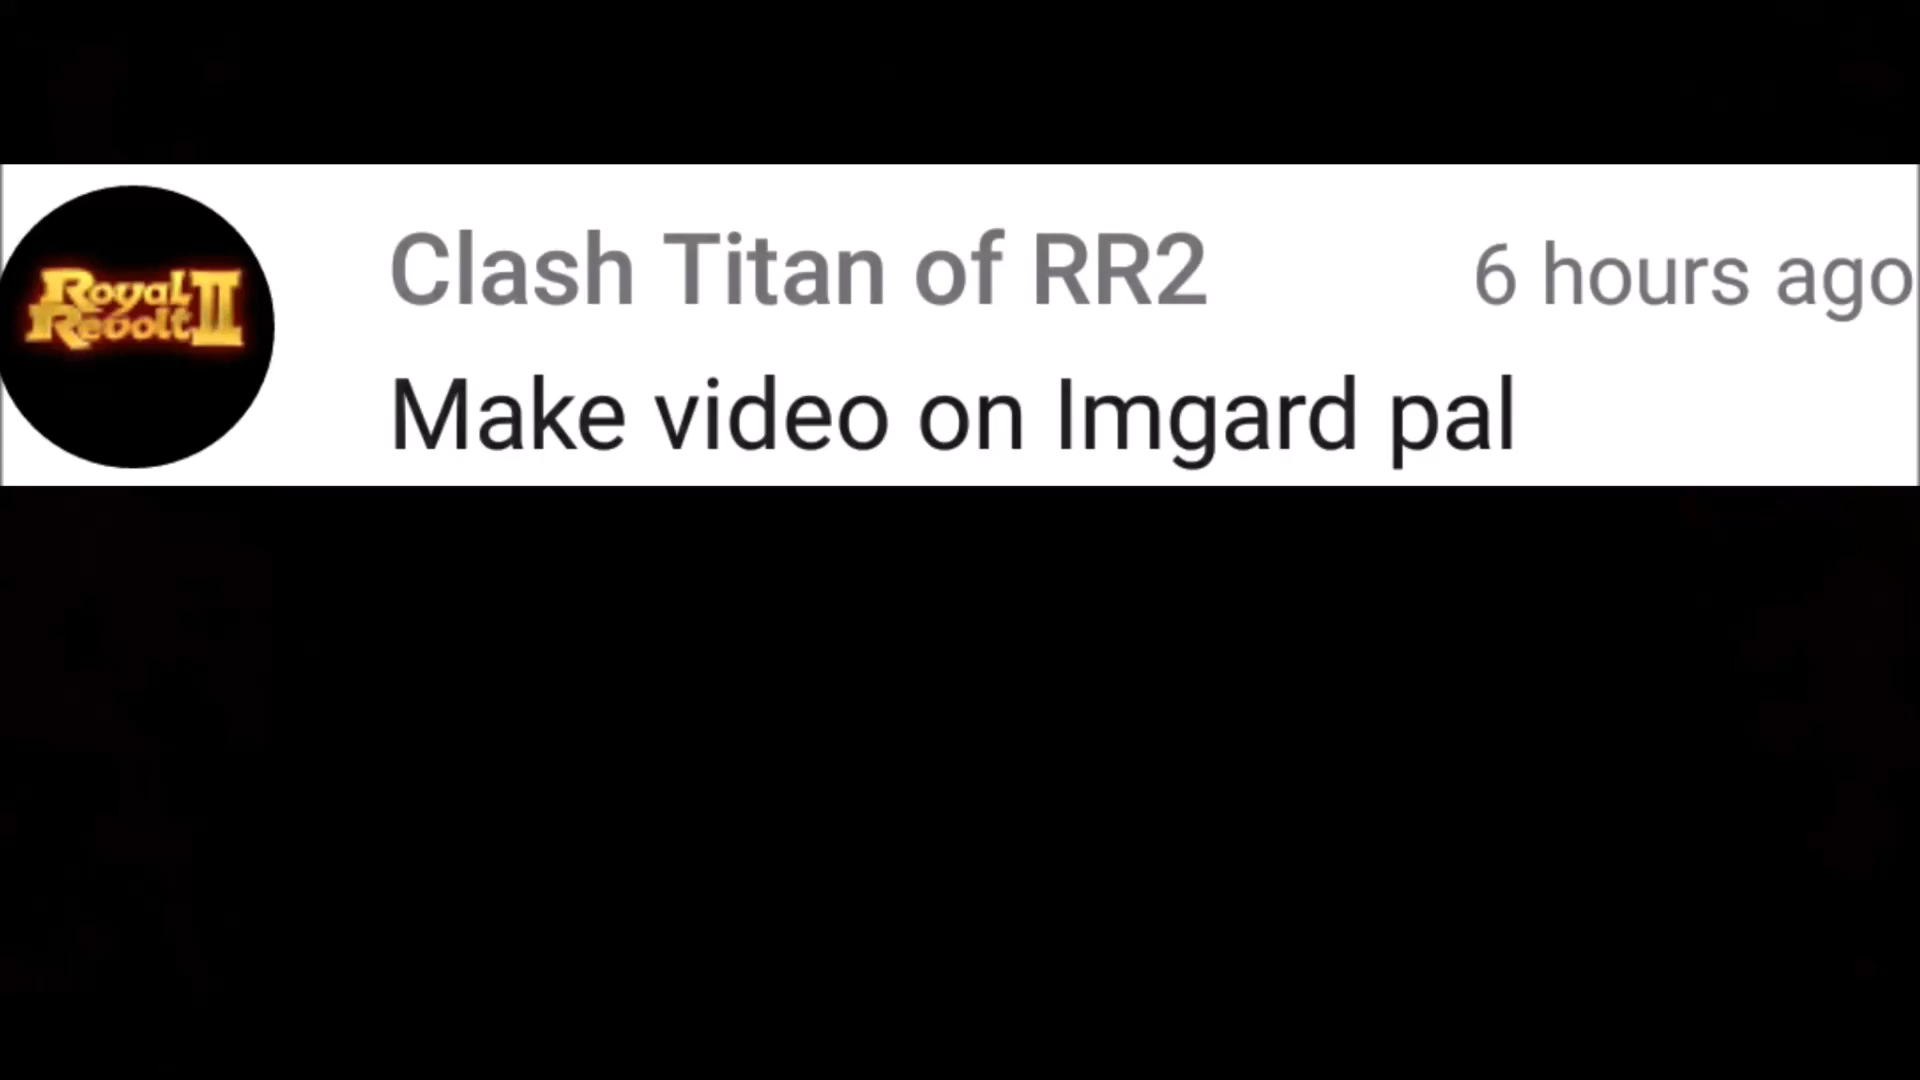 Royal
Revolt II
Clash Titan of RR2 6 hours ago
Make video on Imgard pal